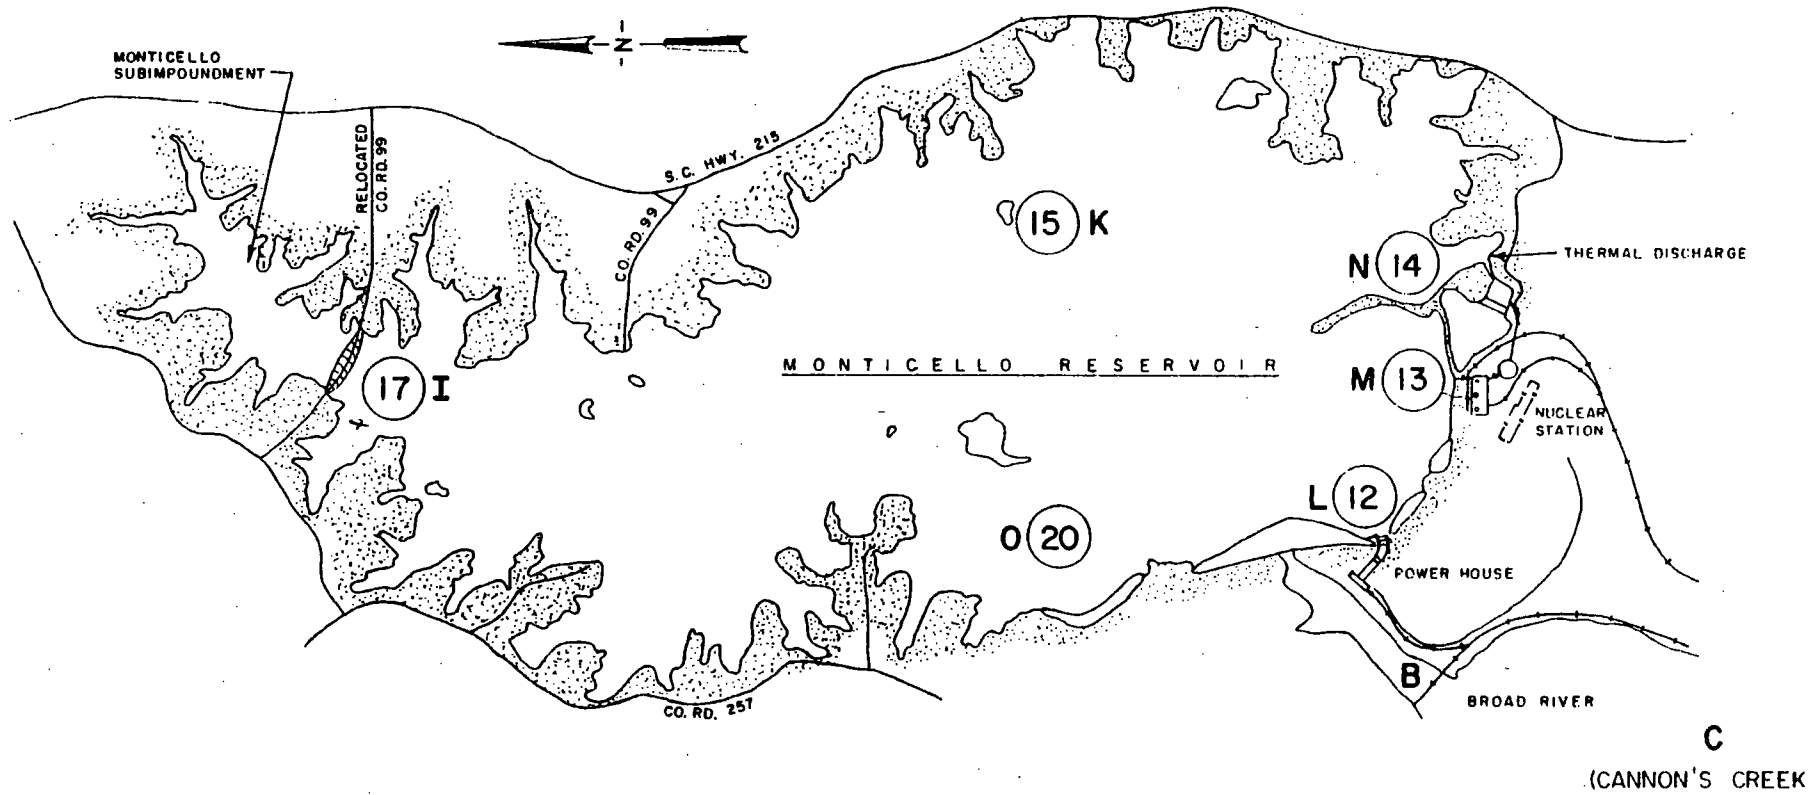 MONTICELLO
SUBIMPOUNDMENT
N
RELOCATED
CO. RD. 99
S.C. HWY. 215
CO. RD. 99
15 K
N 14
THERMAL DISCHARGE
MONTICELLO RESERVOIR
17 I
M 13
NUCLEAR
STATION
L 12
O 20
POWER HOUSE
B
BROAD RIVER
CO. RD. 257
C
(CANNON'S CREEK